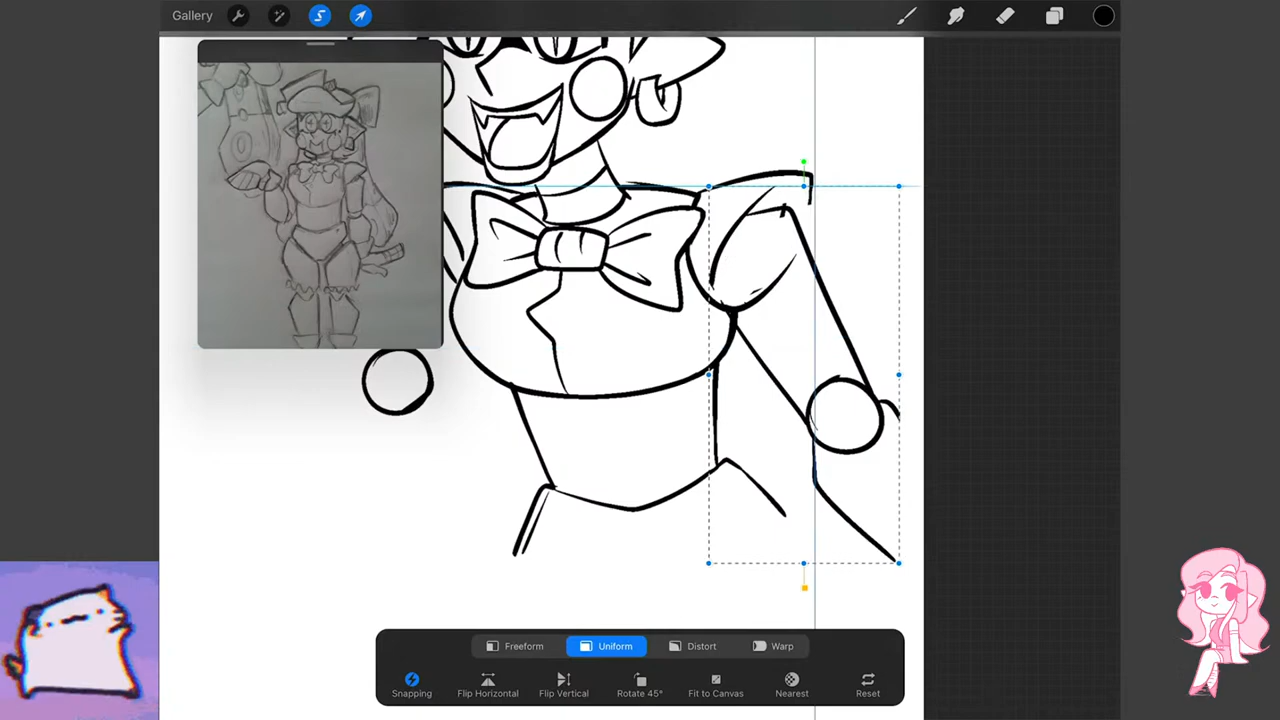 Gallery
Freeform Uniform Distort Warp
Snapping Flip Horizontal Flip Vertical Rotate 45° Fit to Canvas Nearest Reset